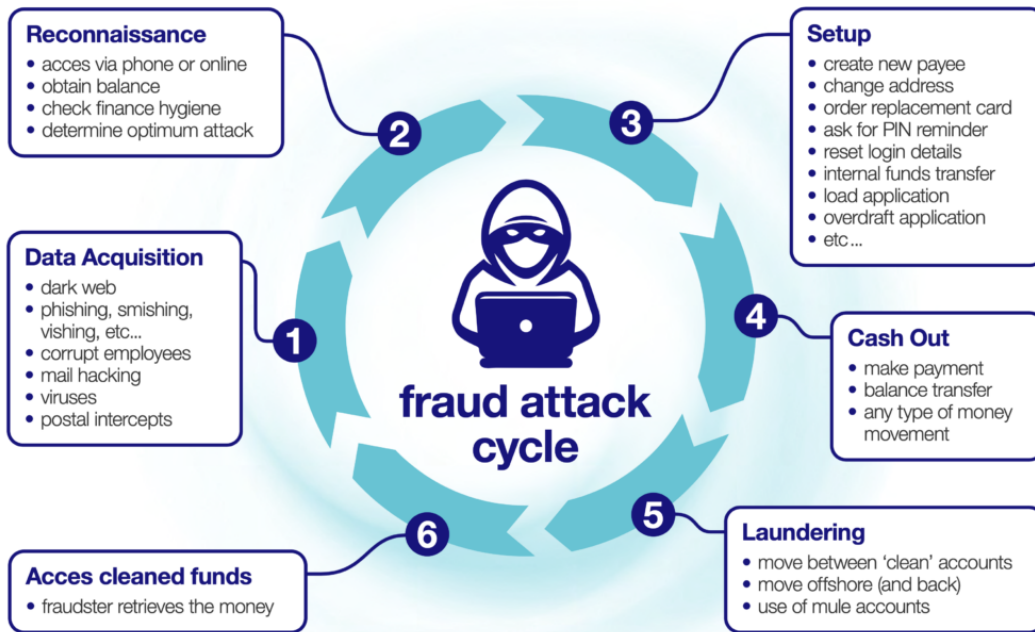 Reconnaissance
• acces via phone or online
• obtain balance
• check finance hygiene
• determine optimum attack
2
3
Setup
• create new payee
• change address
• order replacement card
• ask for PIN reminder
• reset login details
• internal funds transfer
• load application
• overdraft application
• etc ...
Data Acquisition
• dark web
• phishing, smishing,
vishing, etc...
• corrupt employees
• mail hacking
• viruses
• postal intercepts
1
fraud attack
cycle
4
Cash Out
• make payment
• balance transfer
• any type of money
movement
6
Acces cleaned funds
• fraudster retrieves the money
5
Laundering
• move between ‘clean’ accounts
• move offshore (and back)
• use of mule accounts